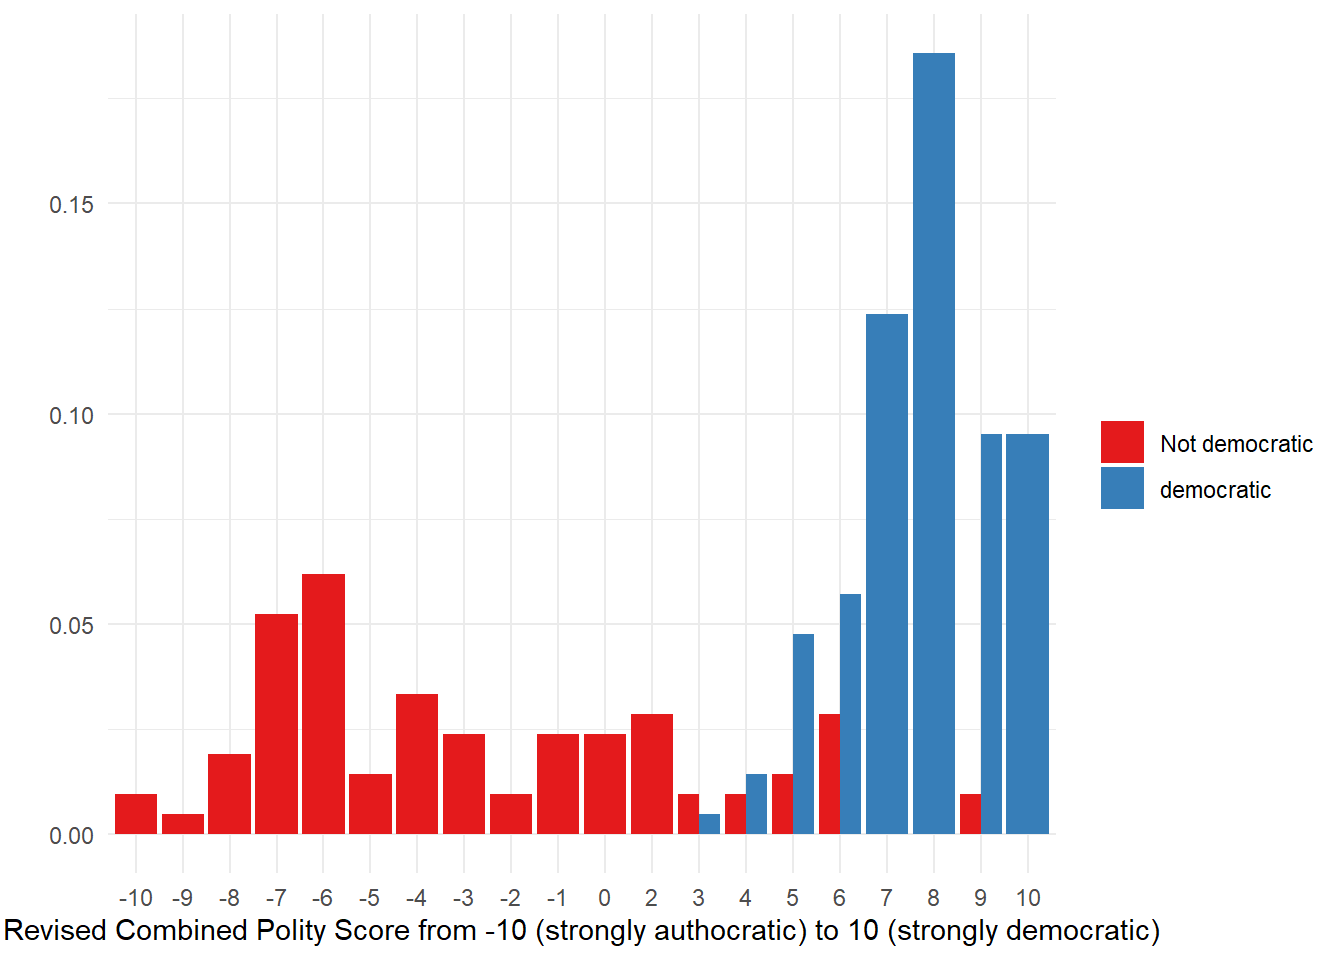 0.15
0.10
0.05
0.00
-10 -9 -8 -7 -6 -5 -4 -3 -2 -1 0 2 3 4 5 6 7 8 9 10
Revised Combined Polity Score from -10 (strongly authocratic) to 10 (strongly democratic)
Not democratic
democratic